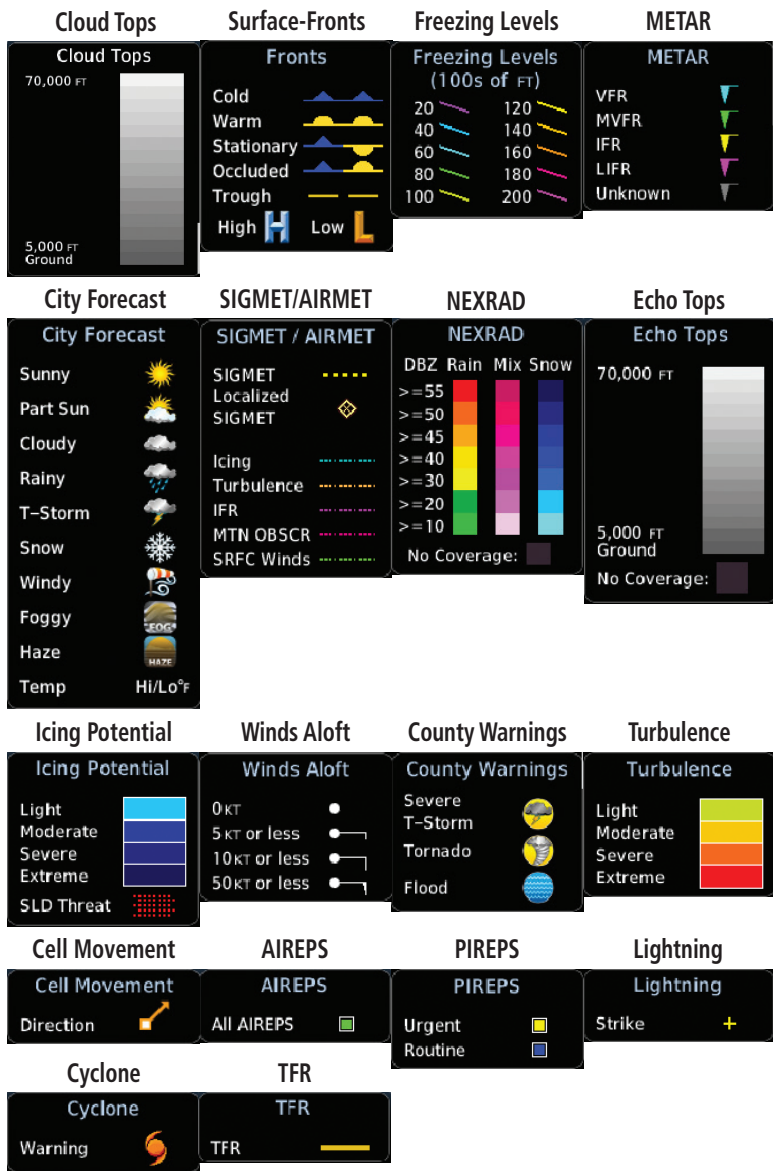 Cloud Tops
Cloud Tops
70,000 FT
5,000 FT
Ground
Surface-Fronts
Fronts
Cold
Warm
Stationary
Occluded
Trough
High H Low L
Freezing Levels
Freezing Levels
(100s of FT)
20 120
40 140
60 160
80 180
100 200
METAR
METAR
VFR
MVFR
IFR
LIFR
Unknown
City Forecast
City Forecast
Sunny
Part Sun
Cloudy
Rainy
T-Storm
Snow
Windy
Foggy FOG
Haze HAZE
Temp Hi/Lo°F
SIGMET/AIRMET
SIGMET / AIRMET
SIGMET
Localized
SIGMET
Icing
Turbulence
IFR
MTN OBSCR
SRFC Winds
NEXRAD
NEXRAD
DBZ Rain Mix Snow
>=55
>=50
>=45
>=40
>=30
>=20
>=10
No Coverage:
Echo Tops
Echo Tops
70,000 FT
5,000 FT
Ground
No Coverage:
Icing Potential
Icing Potential
Light
Moderate
Severe
Extreme
SLD Threat
Winds Aloft
Winds Aloft
0 KT
5 KT or less
10 KT or less
50 KT or less
County Warnings
County Warnings
Severe
T-Storm
Tornado
Flood
Turbulence
Turbulence
Light
Moderate
Severe
Extreme
Cell Movement
Cell Movement
Direction
AIREPS
AIREPS
All AIREPS
PIREPS
PIREPS
Urgent
Routine
Lightning
Lightning
Strike
Cyclone
Cyclone
Warning
TFR
TFR
TFR